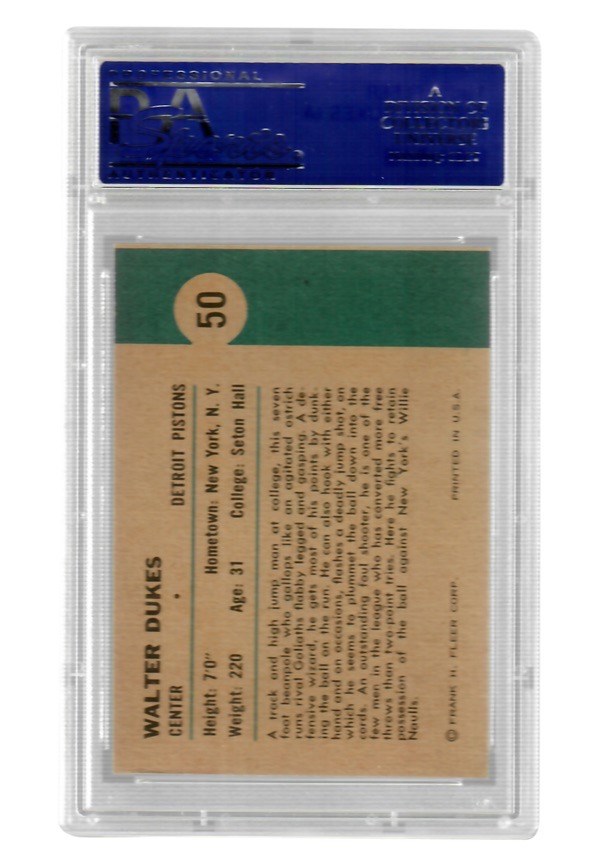 PROFESSIONAL
PSA
AUTHENTICATOR
A
DIVISION OF
COLLECTORS
UNIVERSE
50
WALTER DUKES
CENTER • DETROIT PISTONS
Height: 7'0" Hometown: New York, N. Y.
Weight: 220 Age: 31 College: Seton Hall
A track and high jump man at college, this seven
foot beanpole who gallops like an agitated ostrich
runs rival Goliaths flabby legged and gasping. A de-
fensive wizard, he gets most of his points by dunk-
ing the ball on the run. He can also hook with either
hand and on occasions, flashes a deadly jump shot, on
which he seems to plummet the ball down into the
cords. An outstanding foul shooter, he is one of the
few men in the league who has converted more free
throws than two-point tries. Here he fights to retain
possession of the ball against New York's Willie
Naulls.
© FRANK H. FLEER CORP. PRINTED IN U.S.A.